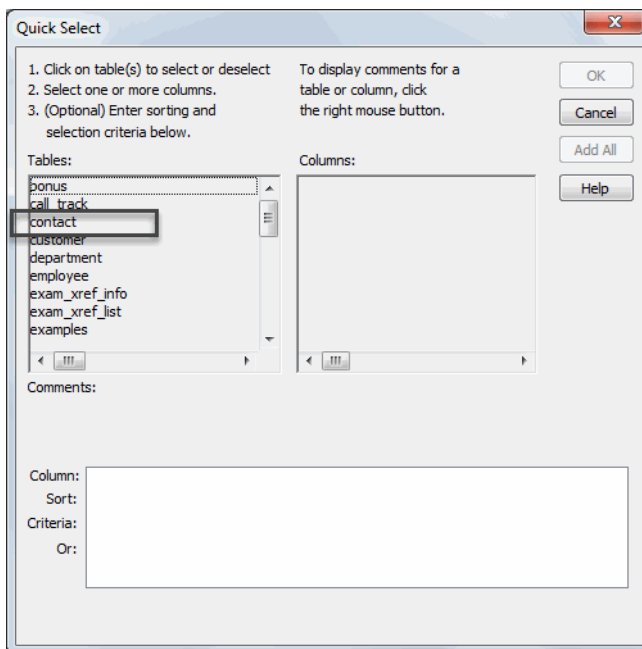 Quick Select
1. Click on table(s) to select or deselect
2. Select one or more columns.
3. (Optional) Enter sorting and
selection criteria below.
To display comments for a
table or column, click
the right mouse button.
OK
Cancel
Add All
Help
Tables:
bonus
call_track
contact
customer
department
employee
exam_xref_info
exam_xref_list
examples
Columns:
Comments:
Column:
Sort:
Criteria:
Or: